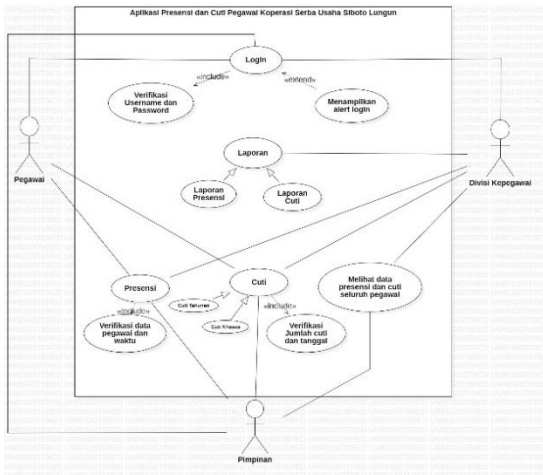 Aplikasi Presensi dan Cuti Pegawai Koperasi Serba Usaha Siboto Lungun
Login
«include»
«extend»
Verifikasi
Username dan
Password
Menampilkan
alert login
Pegawai
Divisi Kepegawai
Laporan
Laporan
Presensi
Laporan
Cuti
Presensi
Cuti
Melihat data
presensi dan cuti
seluruh pegawai
Cuti Tahunan
«include»
«include»
Cuti Khusus
Verifikasi data
pegawai dan
waktu
Verifikasi
Jumlah cuti
dan tanggal
Pimpinan